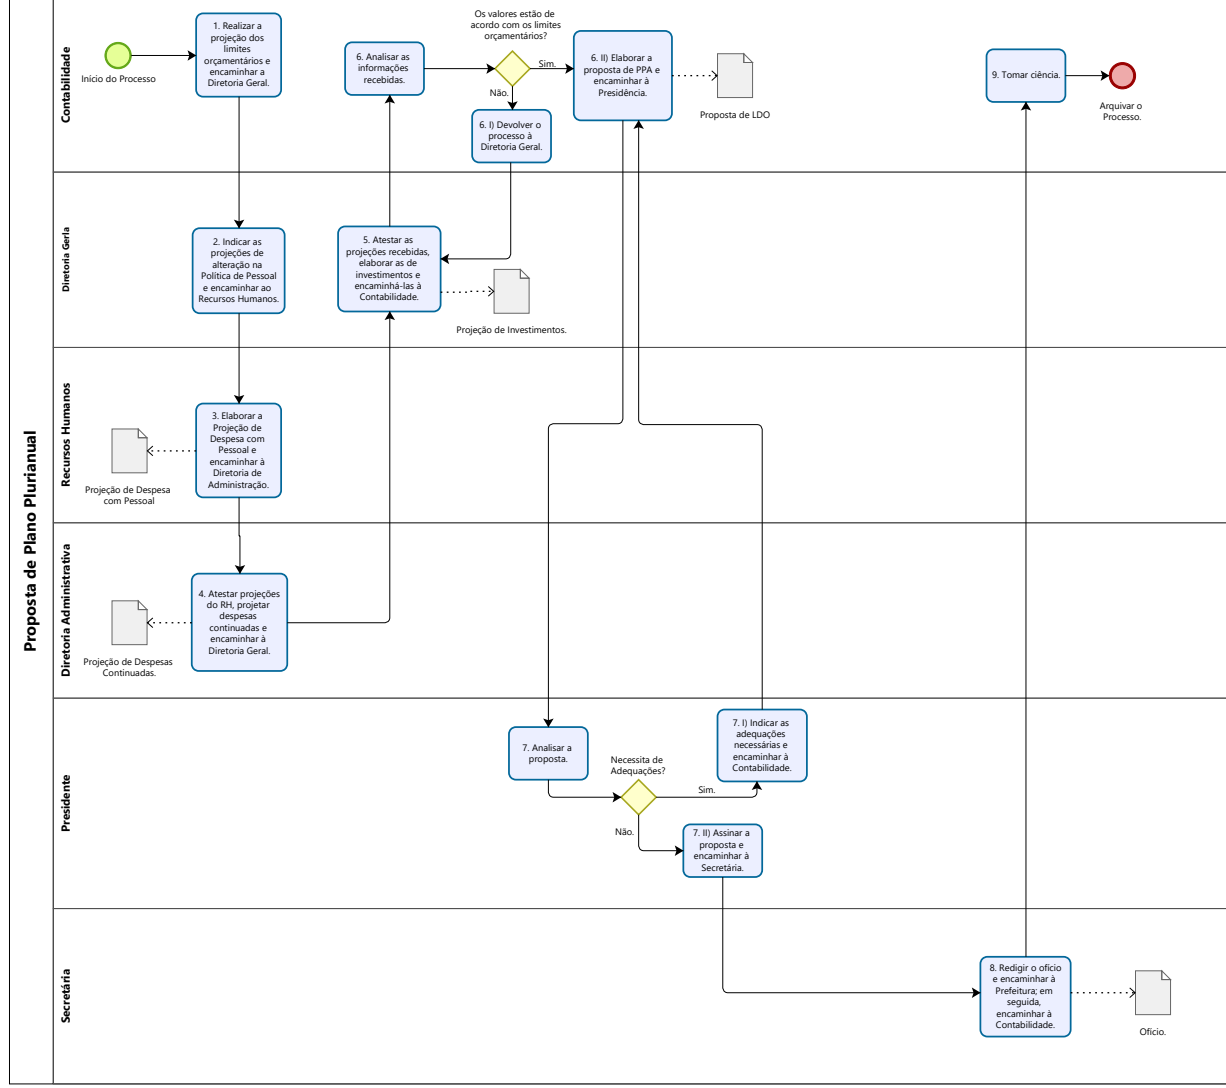 Proposta de Plano Plurianual
Contabilidade
Início do Processo
1. Realizar a
projeção dos
limites
orçamentários e
encaminhar a
Diretoria Geral.
6. Analisar as
informações
recebidas.
Os valores estão de
acordo com os limites
orçamentários?
Sim.
Não.
6. I) Devolver o
processo à
Diretoria Geral.
6. II) Elaborar a
proposta de PPA e
encaminhar à
Presidência.
Proposta de LDO
9. Tomar ciência.
Arquivar o
Processo.
Diretoria Gerla
2. Indicar as
projeções de
alteração na
Política de Pessoal
e encaminhar ao
Recursos Humanos.
5. Atestar as
projeções recebidas,
elaborar as de
investimentos e
encaminhá-las à
Contabilidade.
Projeção de Investimentos.
Recursos Humanos
3. Elaborar a
Projeção de
Despesa com
Pessoal e
encaminhar à
Diretoria de
Administração.
Projeção de Despesa
com Pessoal
Diretoria Administrativa
4. Atestar projeções
do RH, projetar
despesas
continuadas e
encaminhar à
Diretoria Geral.
Projeção de Despesas
Continuadas.
Presidente
7. Analisar a
proposta.
Necessita de
Adequações?
Sim.
Não.
7. I) Indicar as
adequações
necessárias e
encaminhar à
Contabilidade.
7. II) Assinar a
proposta e
encaminhar à
Secretária.
Secretária
8. Redigir o ofício
e encaminhar à
Prefeitura; em
seguida,
encaminhar à
Contabilidade.
Ofício.